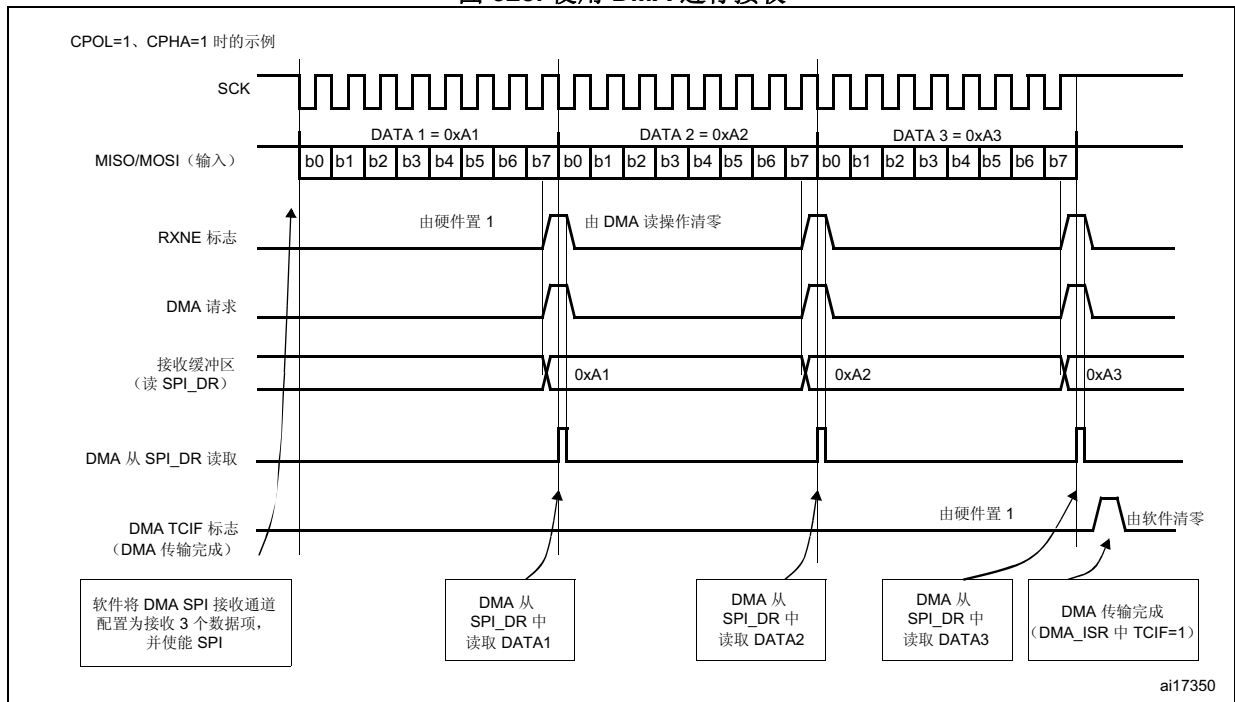 CPOL=1、CPHA=1 时的示例
SCK
DATA 1 = 0xA1
DATA 2 = 0xA2
DATA 3 = 0xA3
MISO/MOSI（输入）
b0 b1 b2 b3 b4 b5 b6 b7 b0 b1 b2 b3 b4 b5 b6 b7 b0 b1 b2 b3 b4 b5 b6 b7
由硬件置 1
由 DMA 读操作清零
RXNE 标志
DMA 请求
接收缓冲区
（读 SPI_DR）
0xA1
0xA2
0xA3
DMA 从 SPI_DR 读取
由硬件置 1
由软件清零
DMA TCIF 标志
（DMA 传输完成）
软件将 DMA SPI 接收通道
配置为接收 3 个数据项，
并使能 SPI
DMA 从
SPI_DR 中
读取 DATA1
DMA 从
SPI_DR 中
读取 DATA2
DMA 从
SPI_DR 中
读取 DATA3
DMA 传输完成
（DMA_ISR 中 TCIF=1）
ai17350